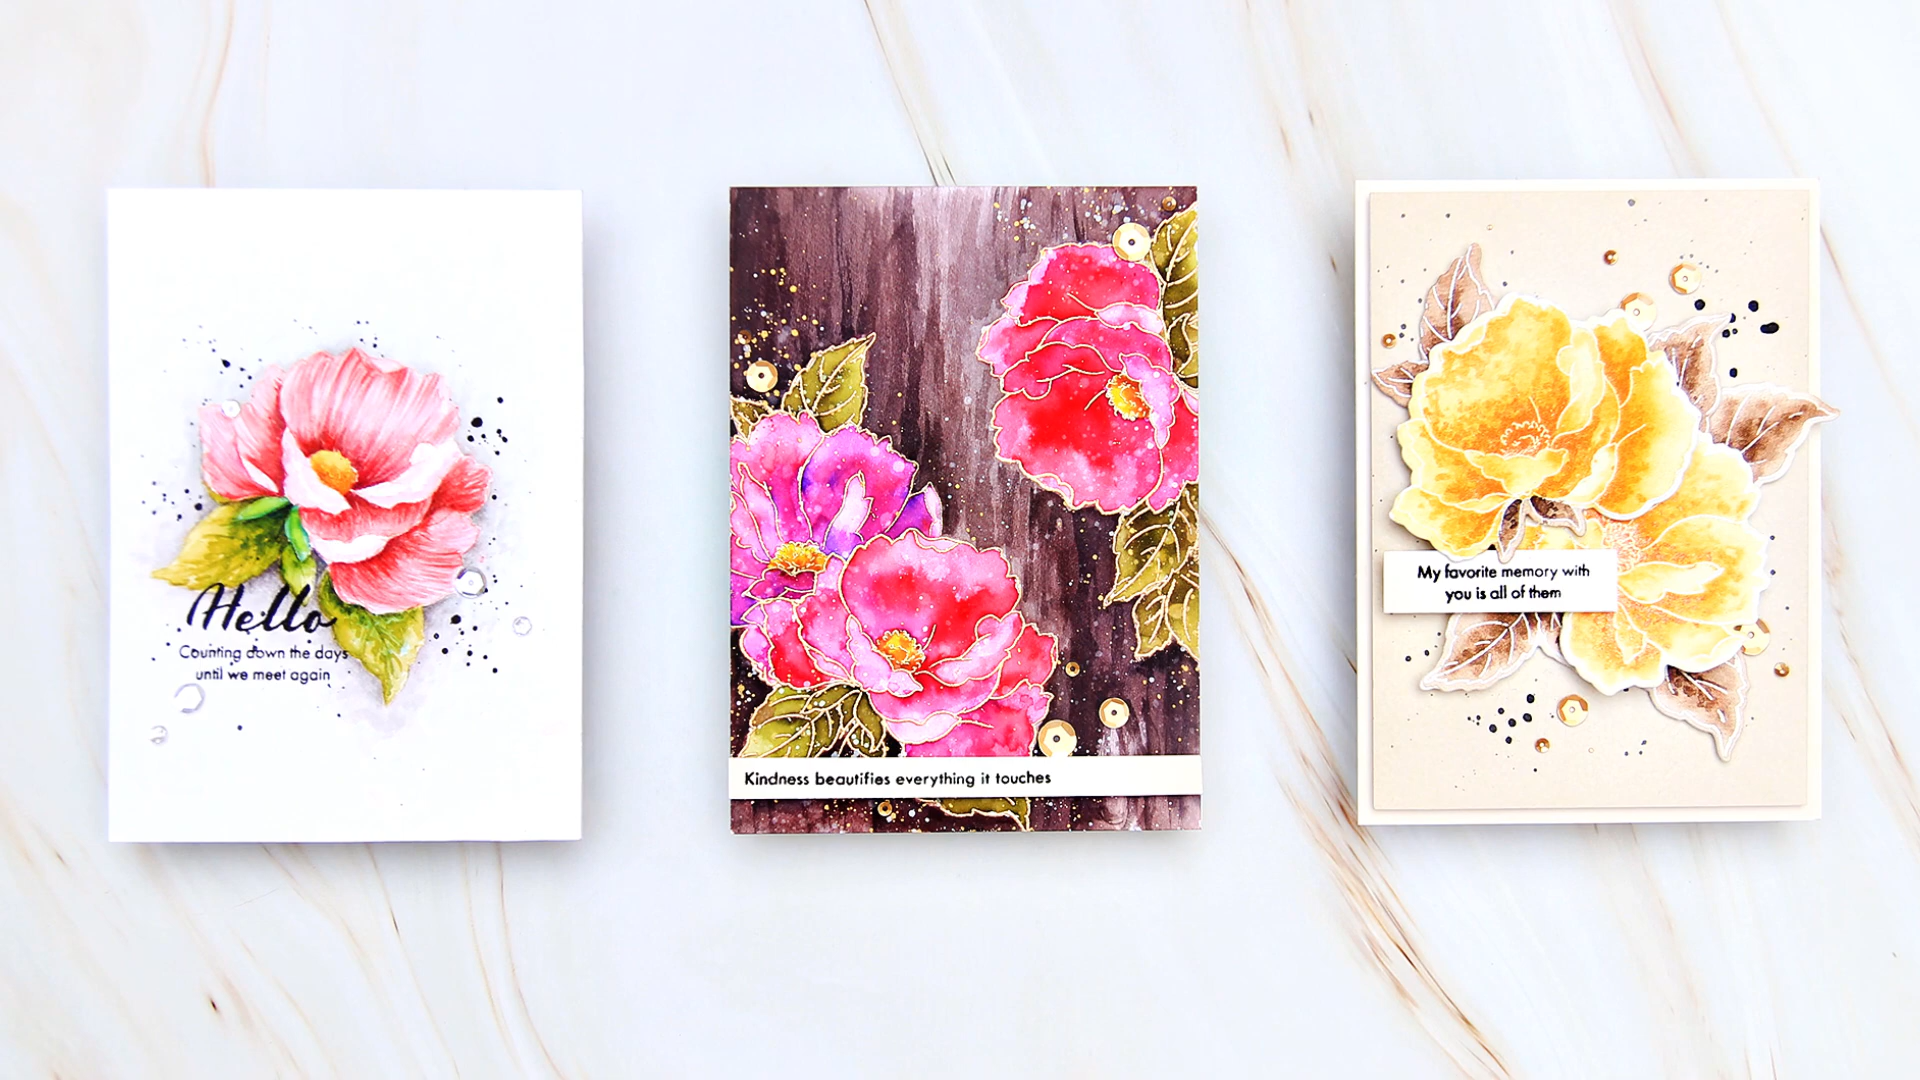 Hello
Counting down the days
until we meet again
Kindness beautifies everything it touches
My favorite memory with
you is all of them